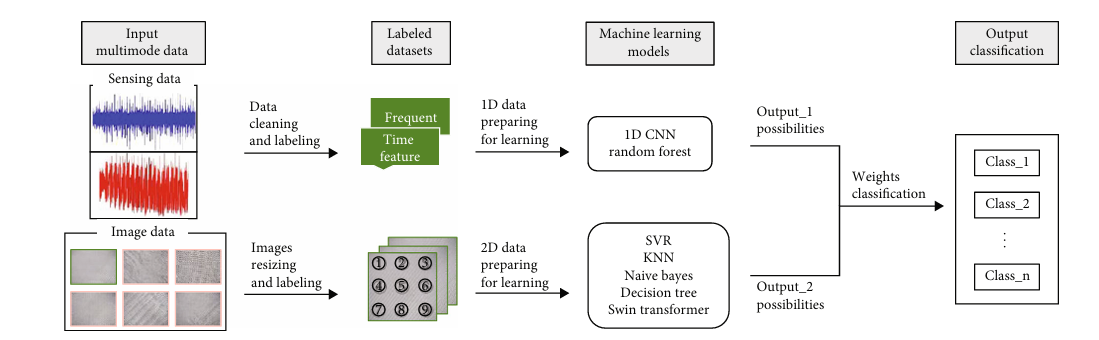 Input
multimode data
Labeled
datasets
Machine learning
models
Output
classification
Sensing data
Data
cleaning
and labeling
Frequent
Time
feature
1D data
preparing
for learning
1D CNN
random forest
Output_1
possibilities
Image data
Images
resizing
and labeling
1 2 3
4 5 6
7 8 9
2D data
preparing
for learning
SVR
KNN
Naive bayes
Decision tree
Swin transformer
Output_2
possibilities
Weights
classification
Class_1
Class_2
⋮
Class_n